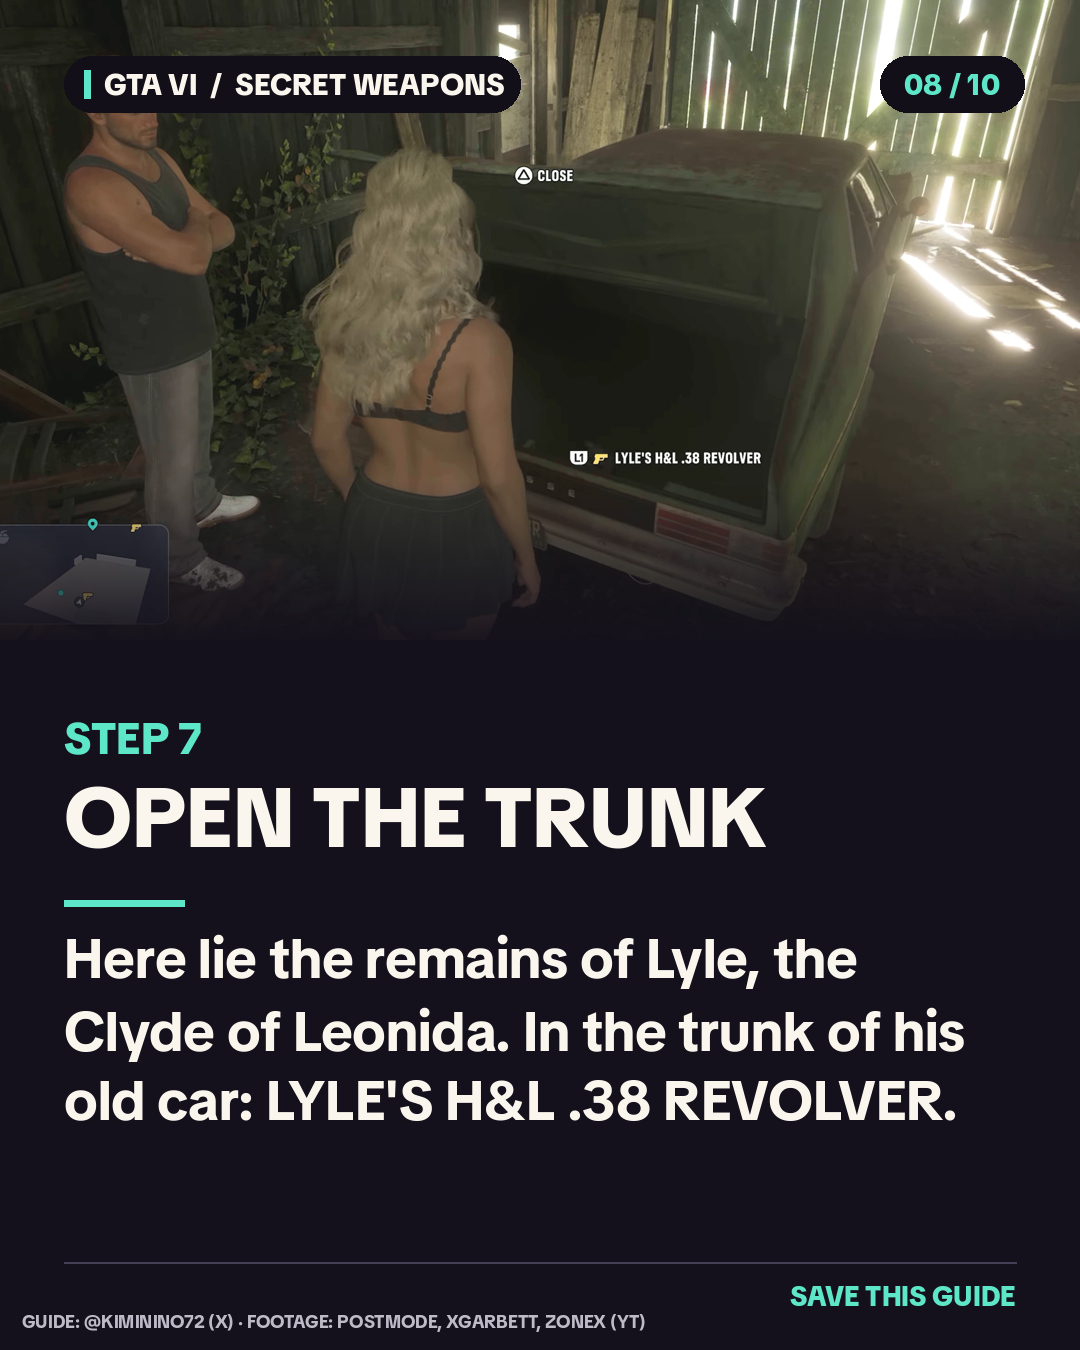 GTA VI / SECRET WEAPONS
08 / 10
CLOSE
L1 LYLE'S H&L .38 REVOLVER
STEP 7
OPEN THE TRUNK
Here lie the remains of Lyle, the
Clyde of Leonida. In the trunk of his
old car: LYLE'S H&L .38 REVOLVER.
SAVE THIS GUIDE
GUIDE: @KIMININO72 (X) · FOOTAGE: POSTMODE, XGARBETT, ZONEX (YT)